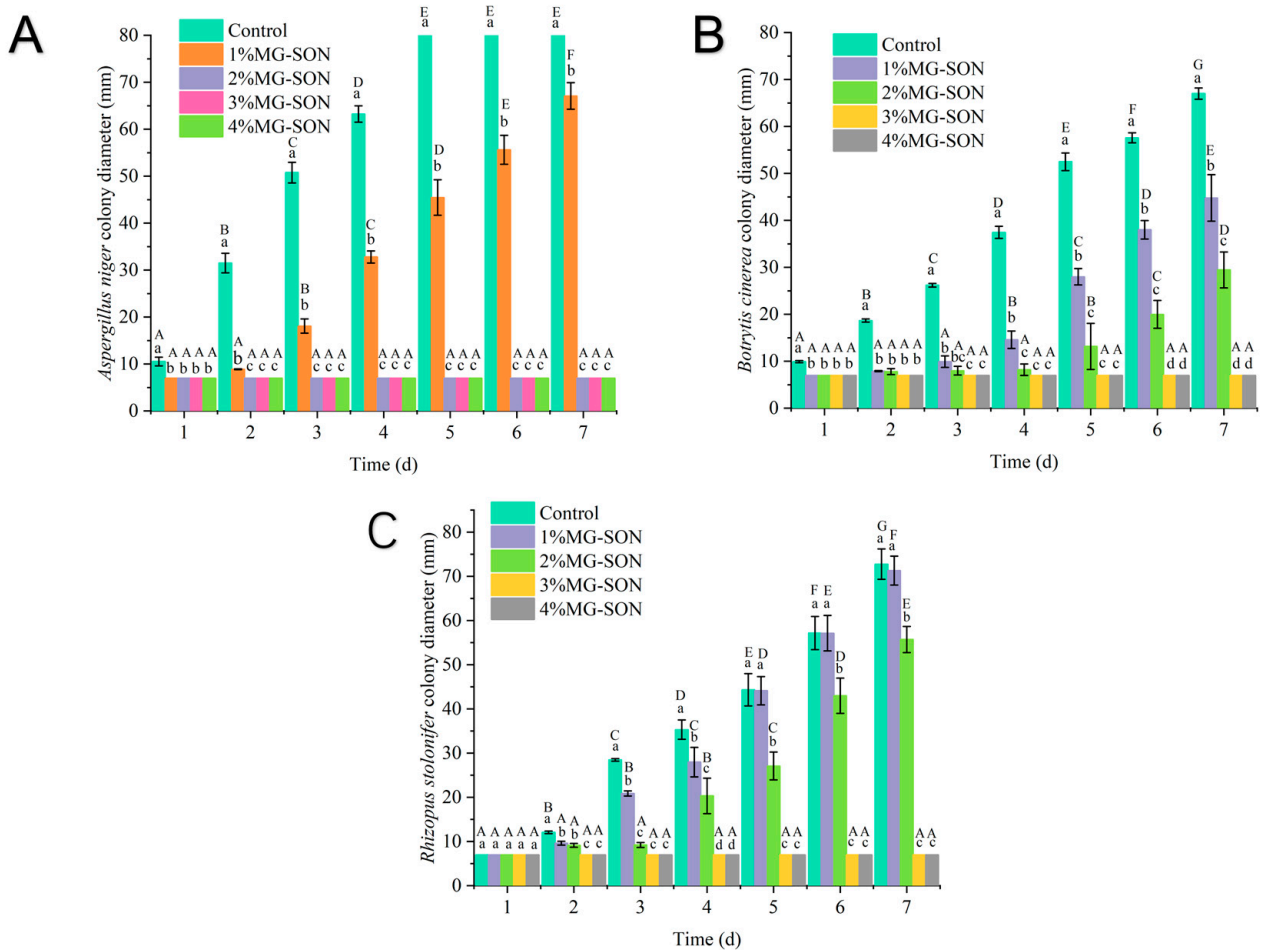 A
Aspergillus niger colony diameter (mm)
80
70
60
50
40
30
20
10
0
Control
1%MG-SON
2%MG-SON
3%MG-SON
4%MG-SON
A A A A A
a b b b b
B A A A A
a b c c c
C B A A A
a b c c c
D C A A A
a b c c c
E D A A A
a b c c c
E E A A A
a b c c c
E F A A A
a b c c c
1 2 3 4 5 6 7
Time (d)
B
Botrytis cinerea colony diameter (mm)
80
70
60
50
40
30
20
10
0
Control
1%MG-SON
2%MG-SON
3%MG-SON
4%MG-SON
A A A A A
a b b b b
B A A A A
a b b b b
C A A A A
a b bc c c
D B A A A
a b c c c
E C B A A
a b c c c
F D C A A
a b c d d
G E D A A
a b c d d
1 2 3 4 5 6 7
Time (d)
C
Rhizopus stolonifer colony diameter (mm)
80
70
60
50
40
30
20
10
0
Control
1%MG-SON
2%MG-SON
3%MG-SON
4%MG-SON
A A A A A
a a a a a
B A A A A
a b b c c
C B A A A
a b c c c
D C B A A
a b c d d
E D C A A
a a b c c
F E D A A
a a b c c
G F E A A
a a b c c
1 2 3 4 5 6 7
Time (d)